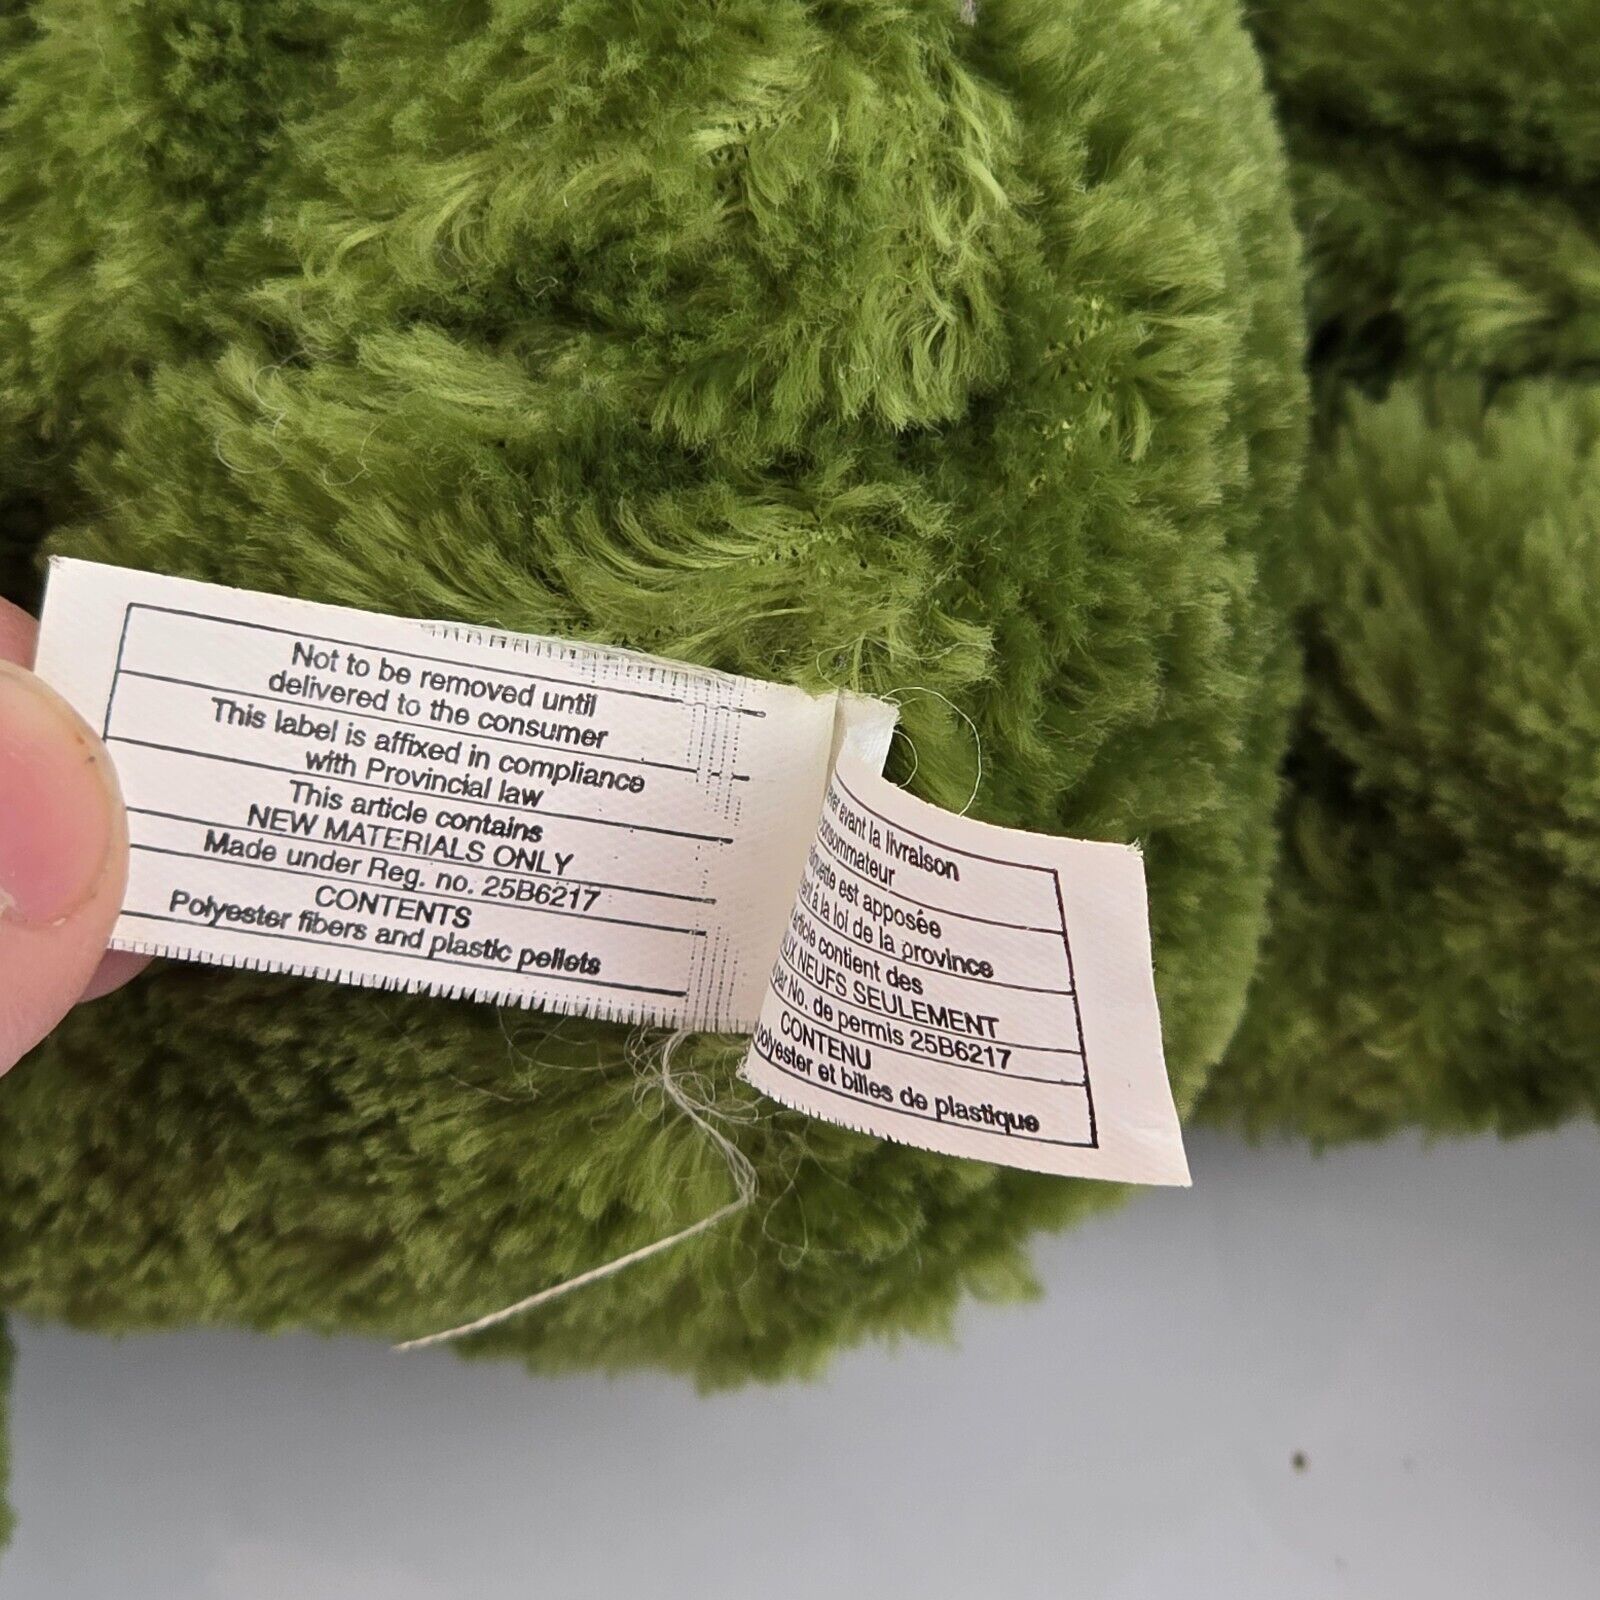 Not to be removed until
delivered to the consumer
This label is affixed in compliance
with Provincial law
This article contains
NEW MATERIALS ONLY
Made under Reg. no. 25B6217
CONTENTS
Polyester fibers and plastic pellets
avant la livraison
consommateur
est apposée
à la loi de la province
article contient des
NEUFS SEULEMENT
par No. de permis 25B6217
CONTENU
polyester et billes de plastique